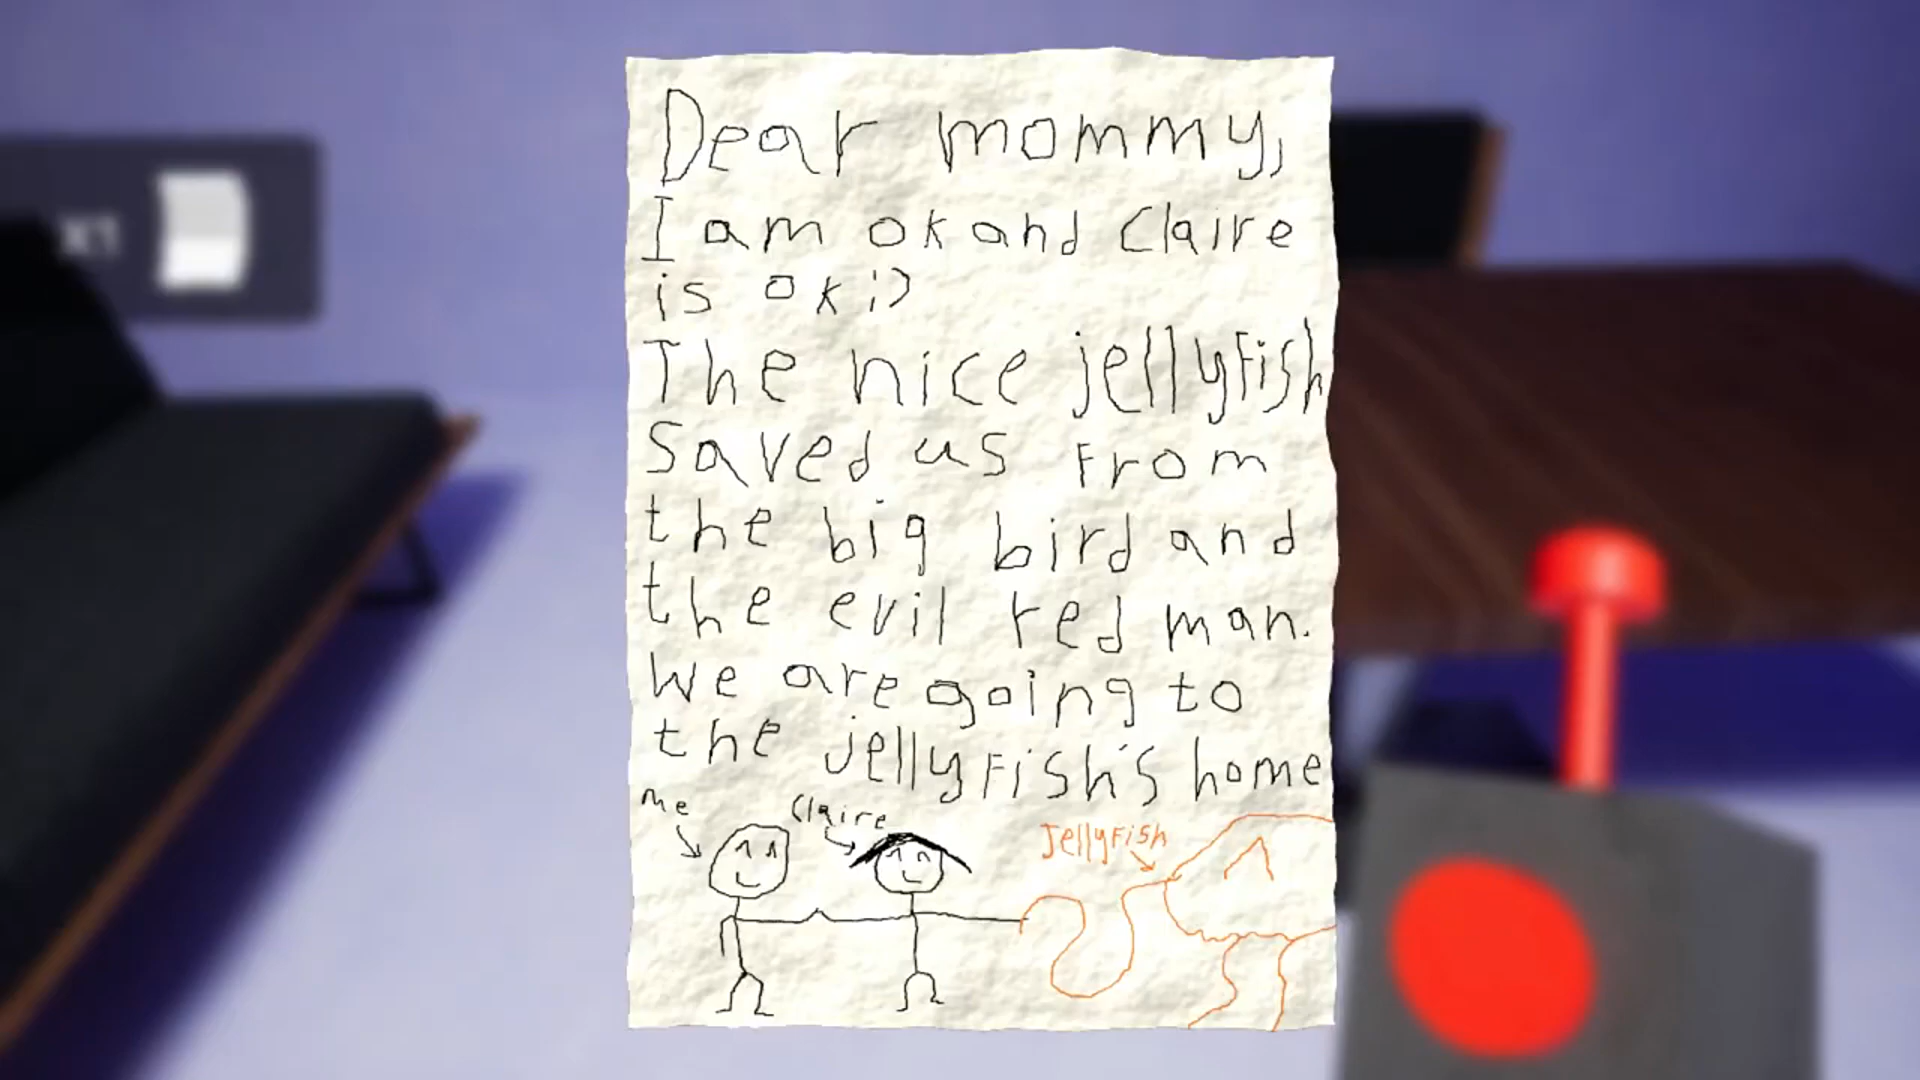 Dear mommy,
I am ok and Claire
is ok :)
The nice jellyfish
saved us from
the big bird and
the evil red man.
We are going to
the jellyfish's home
Me
Claire
Jellyfish
X1